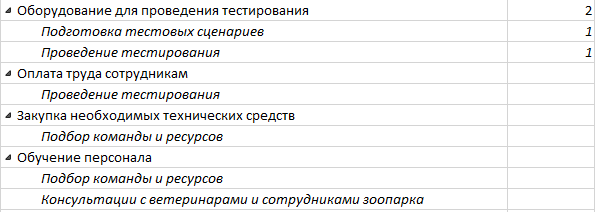 Оборудование для проведения тестирования 2
Подготовка тестовых сценариев 1
Проведение тестирования 1
Оплата труда сотрудникам
Проведение тестирования
Закупка необходимых технических средств
Подбор команды и ресурсов
Обучение персонала
Подбор команды и ресурсов
Консультации с ветеринарами и сотрудниками зоопарка